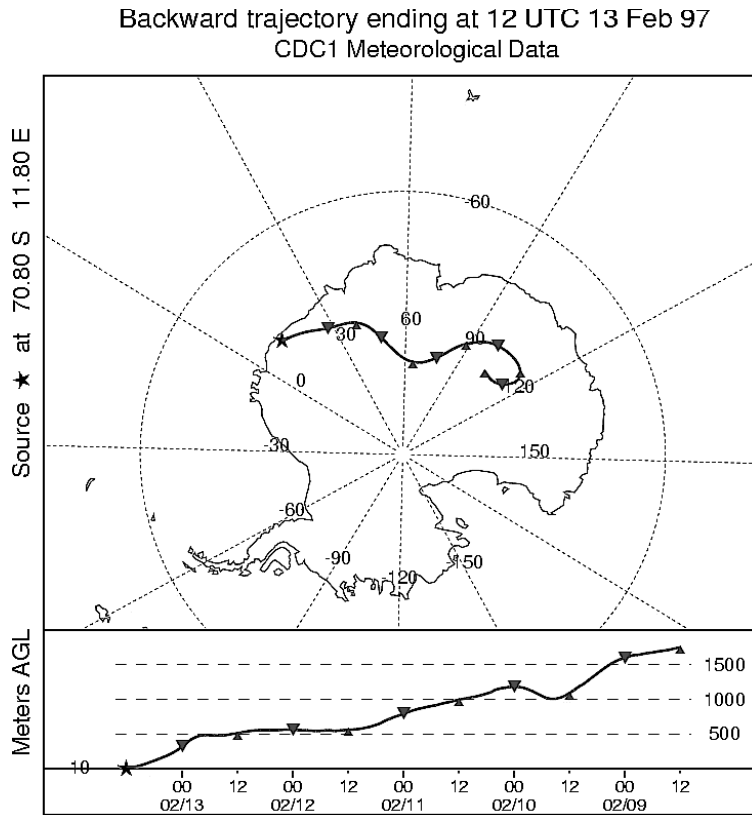 Backward trajectory ending at 12 UTC 13 Feb 97
CDC1 Meteorological Data
Source ★ at 70.80 S 11.80 E
-60
60
30
90
0
120
-30
150
-60
-90
-120
-150
Meters AGL
1500
1000
500
10
00 12 00 12 00 12 00 12 00 12
02/13 02/12 02/11 02/10 02/09